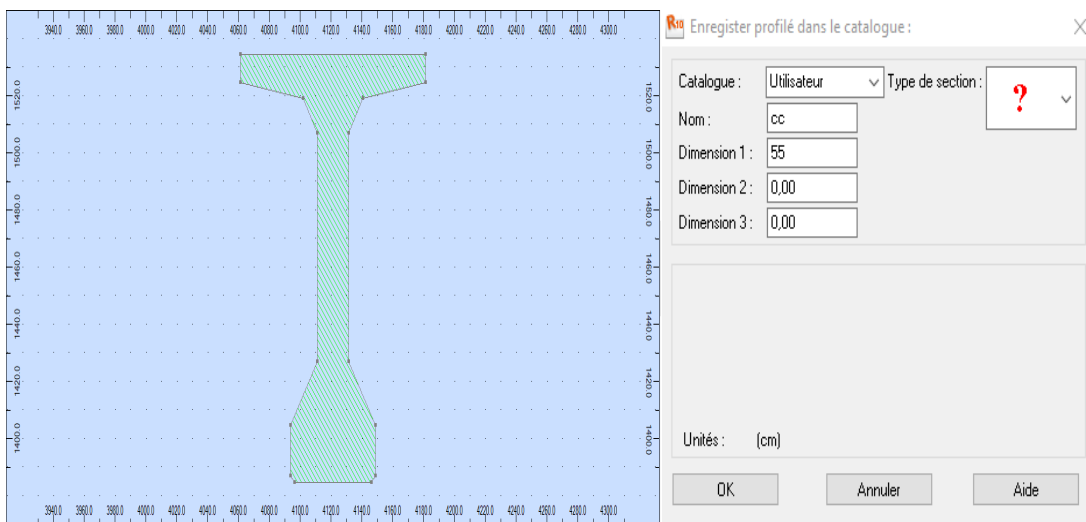 3940.0 3960.0 3980.0 4000.0 4020.0 4040.0 4060.0 4080.0 4100.0 4120.0 4140.0 4160.0 4180.0 4200.0 4220.0 4240.0 4260.0 4280.0 4300.0
1520.0 1520.0
1500.0 1500.0
1480.0 1480.0
1460.0 1460.0
1440.0 1440.0
1420.0 1420.0
1400.0 1400.0
3940.0 3960.0 3980.0 4000.0 4020.0 4040.0 4060.0 4080.0 4100.0 4120.0 4140.0 4160.0 4180.0 4200.0 4220.0 4240.0 4260.0 4280.0 4300.0
R10 Enregister profilé dans le catalogue :
Catalogue : Utilisateur Type de section : ?
Nom : cc
Dimension 1 : 55
Dimension 2 : 0,00
Dimension 3 : 0,00
Unités : (cm)
OK Annuler Aide